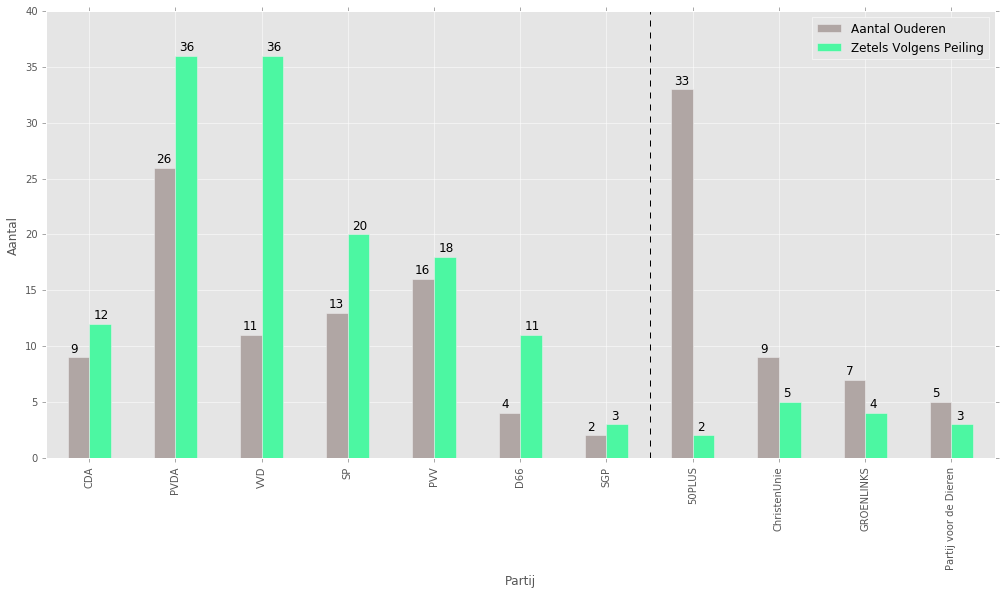 40
35
30
25
20
15
10
5
0
Aantal
Aantal Ouderen
Zetels Volgens Peiling
9
12
26
36
11
36
13
20
16
18
4
11
2
3
33
2
9
5
7
4
5
3
CDA
PVDA
VVD
SP
PVV
D66
SGP
50PLUS
ChristenUnie
GROENLINKS
Partij voor de Dieren
Partij